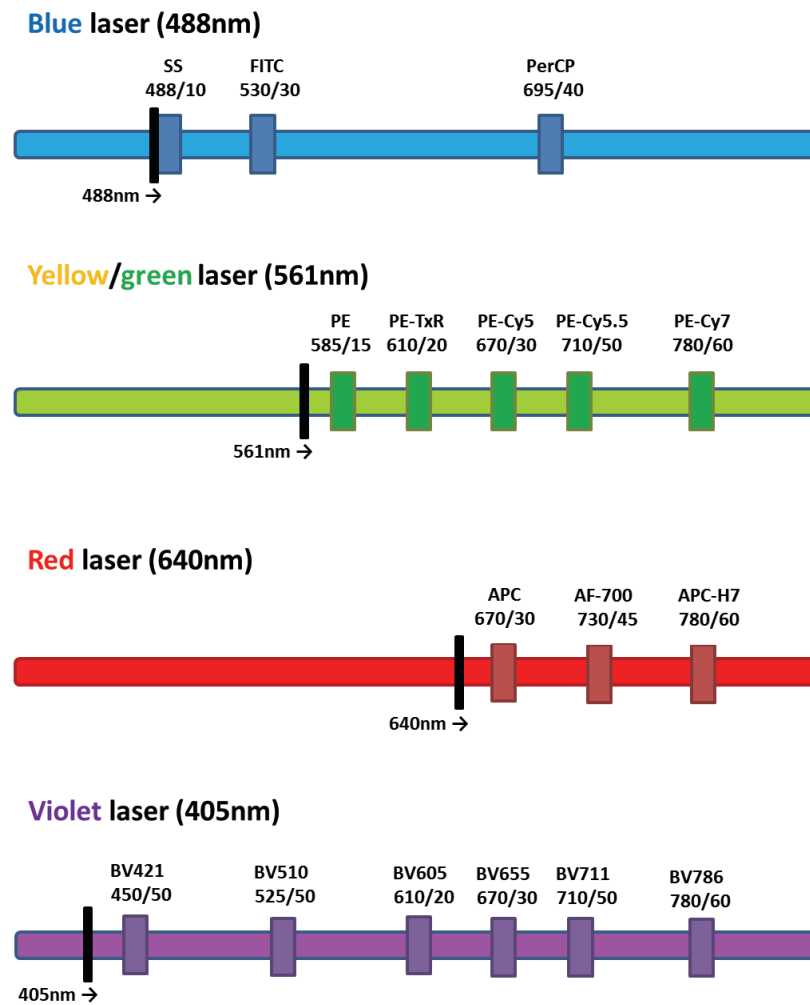 Blue laser (488nm)
SS FITC PerCP
488/10 530/30 695/40
488nm →
Yellow/green laser (561nm)
PE PE-TxR PE-Cy5 PE-Cy5.5 PE-Cy7
585/15 610/20 670/30 710/50 780/60
561nm →
Red laser (640nm)
APC AF-700 APC-H7
670/30 730/45 780/60
640nm →
Violet laser (405nm)
BV421 BV510 BV605 BV655 BV711 BV786
450/50 525/50 610/20 670/30 710/50 780/60
405nm →